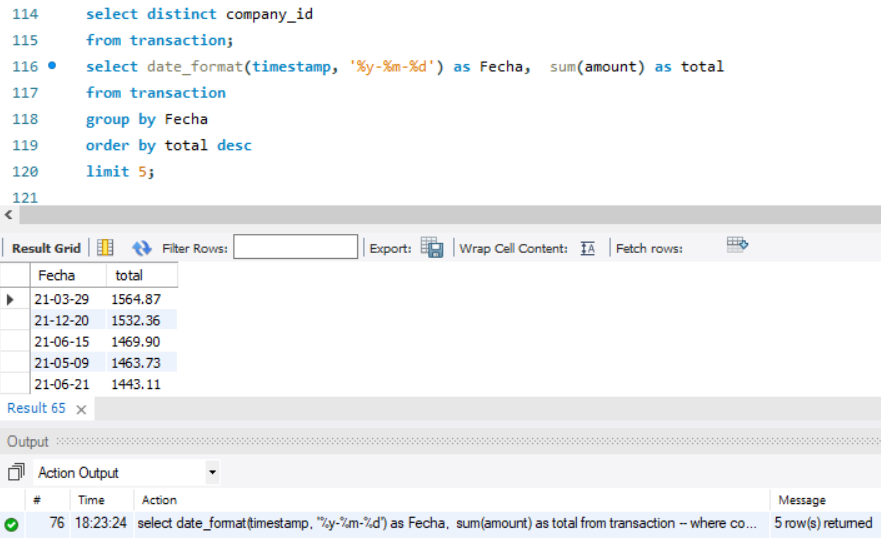 114 select distinct company_id
115 from transaction;
116 select date_format(timestamp, '%y-%m-%d') as Fecha,  sum(amount) as total
117 from transaction
118 group by Fecha
119 order by total desc
120 limit 5;
121
Result Grid Filter Rows: Export: Wrap Cell Content: Fetch rows:
Fecha total
21-03-29 1564.87
21-12-20 1532.36
21-06-15 1469.90
21-05-09 1463.73
21-06-21 1443.11
Result 65
Output
Action Output
# Time Action Message
76 18:23:24 select date_format(timestamp, '%y-%m-%d') as Fecha,  sum(amount) as total from transaction -- where co... 5 row(s) returned